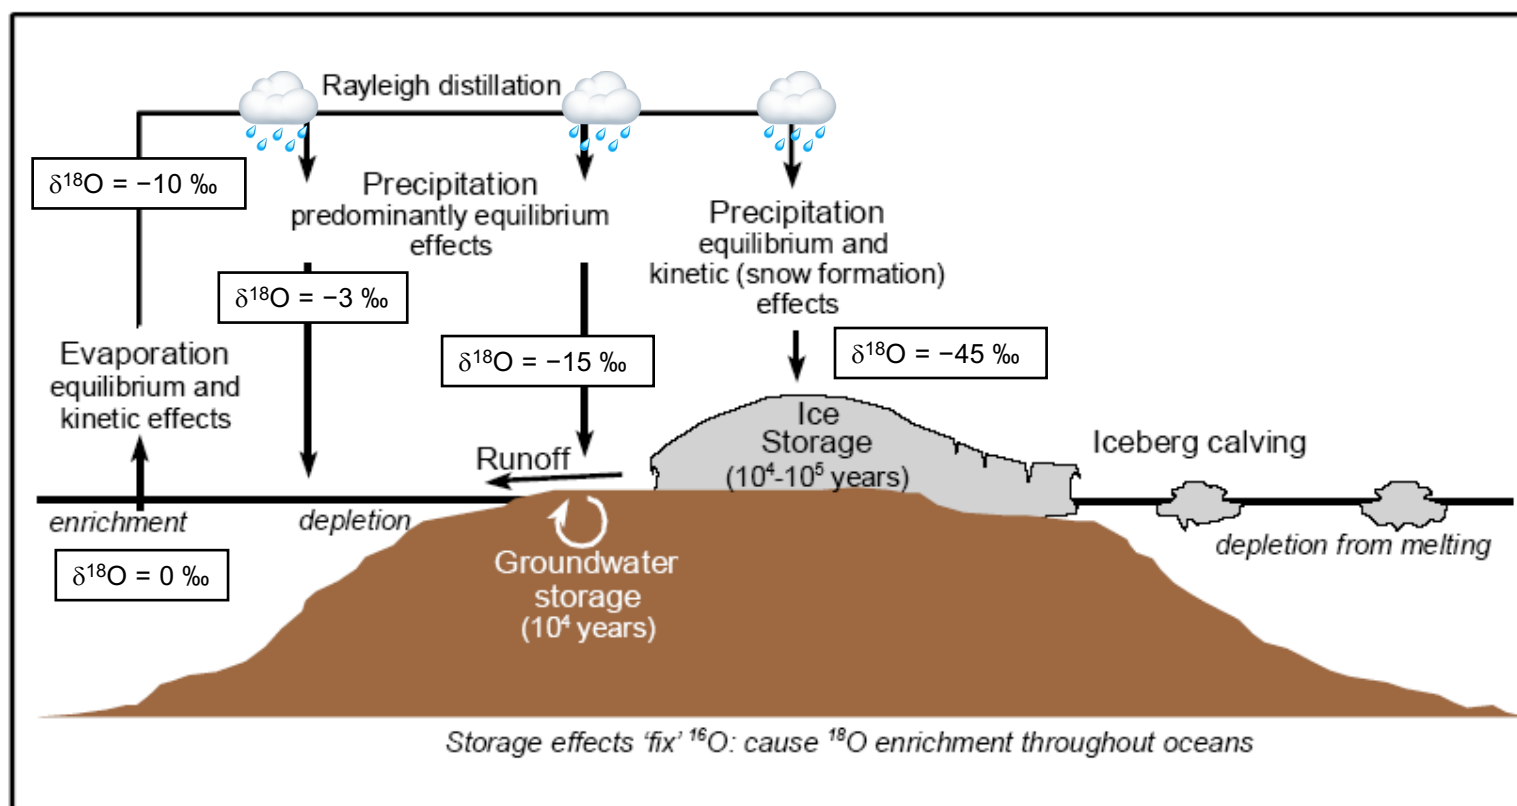 Rayleigh distillation
δ¹⁸O = −10 ‰
Precipitation
predominantly equilibrium
effects
Precipitation
equilibrium and
kinetic (snow formation)
effects
δ¹⁸O = −3 ‰
δ¹⁸O = −15 ‰
δ¹⁸O = −45 ‰
Evaporation
equilibrium and
kinetic effects
Ice
Storage
(10⁴-10⁵ years)
Runoff
Iceberg calving
enrichment
depletion
depletion from melting
δ¹⁸O = 0 ‰
Groundwater
storage
(10⁴ years)
Storage effects ‘fix’ ¹⁶O: cause ¹⁸O enrichment throughout oceans